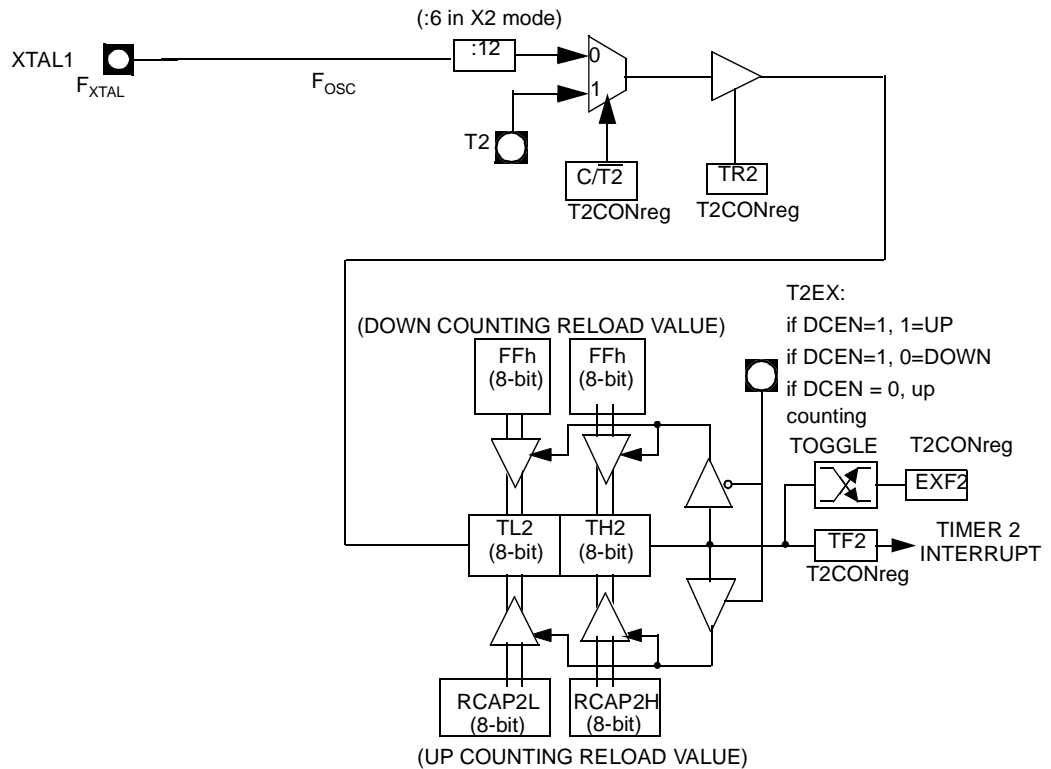 (:6 in X2 mode)
XTAL1
:12
0
FXTAL
FOSC
1
T2
C/T2
TR2
T2CONreg
T2CONreg
T2EX:
(DOWN COUNTING RELOAD VALUE)
if DCEN=1, 1=UP
FFh
(8-bit)
FFh
(8-bit)
if DCEN=1, 0=DOWN
if DCEN = 0, up
counting
TOGGLE
T2CONreg
EXF2
TL2
(8-bit)
TH2
(8-bit)
TF2
TIMER 2
INTERRUPT
T2CONreg
RCAP2L
(8-bit)
RCAP2H
(8-bit)
(UP COUNTING RELOAD VALUE)